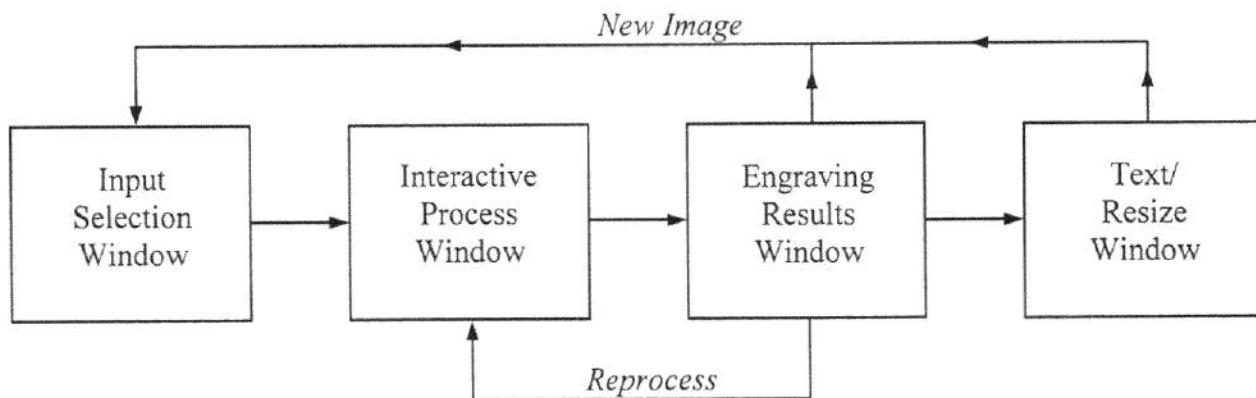 New Image
Input
Selection
Window
Interactive
Process
Window
Engraving
Results
Window
Text/
Resize
Window
Reprocess